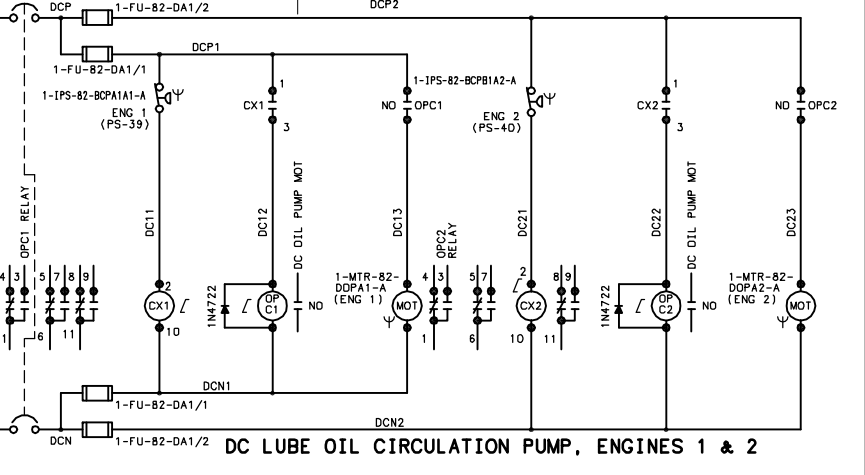 DCP
1-FU-82-DA1/2
DCP2
DCP1
1-FU-82-DA1/1
1-IPS-82-BCPA1A1-A
ENG 1
(PS-39)
CX1
1
3
NO
OPC1
1-IPS-82-BCPB1A2-A
ENG 2
(PS-40)
CX2
1
3
NO
OPC2
OPC1 RELAY
DC11
DC12
DC OIL PUMP MOT
DC13
OPC2
RELAY
DC21
DC22
DC OIL PUMP MOT
DC23
4 3
1
5 7
6
8 9
11
2
CX1
10
1N4722
OP
C1
NO
1-MTR-82-
DOPA1-A
(ENG 1)
MOT
4 3
1
5 7
6
2
CX2
10
8 9
11
1N4722
OP
C2
NO
1-MTR-82-
DOPA2-A
(ENG 2)
MOT
DCN1
1-FU-82-DA1/1
DCN2
DCN
1-FU-82-DA1/2
DC LUBE OIL CIRCULATION PUMP, ENGINES 1 & 2